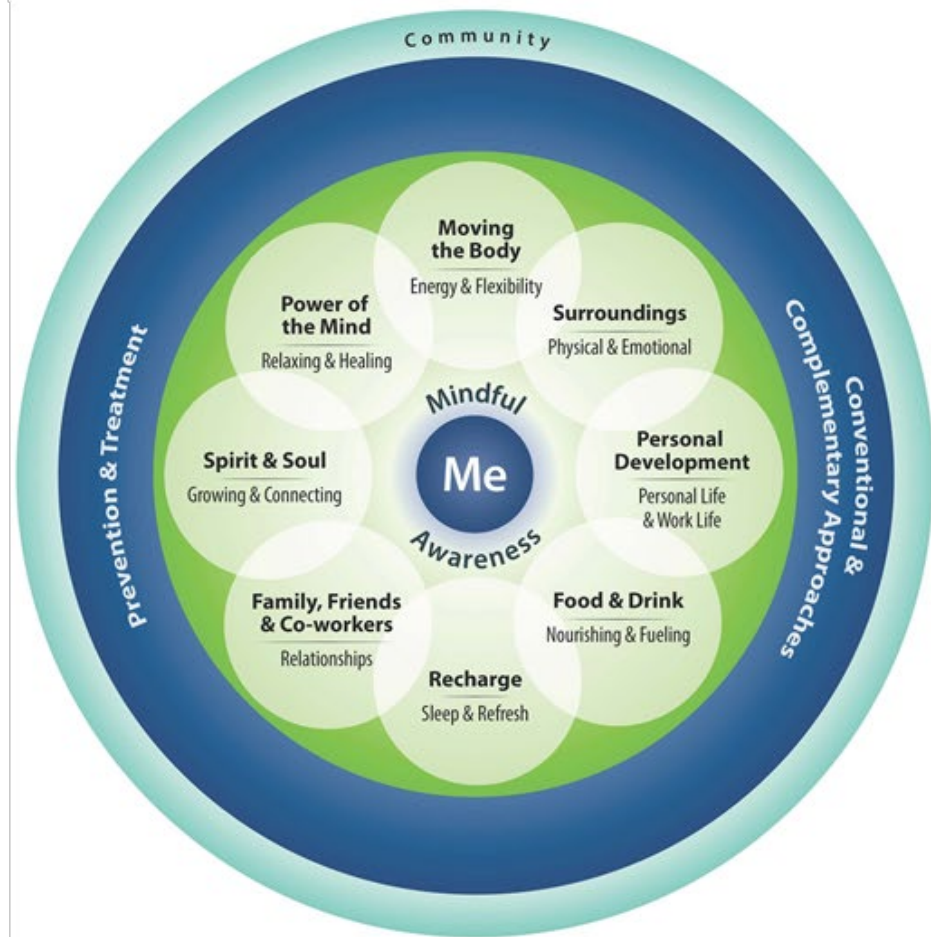 Community
Prevention & Treatment
Conventional &
Complementary Approaches
Moving
the Body
Energy & Flexibility
Surroundings
Physical & Emotional
Personal
Development
Personal Life
& Work Life
Food & Drink
Nourishing & Fueling
Recharge
Sleep & Refresh
Family, Friends
& Co-workers
Relationships
Spirit & Soul
Growing & Connecting
Power of
the Mind
Relaxing & Healing
Mindful
Me
Awareness